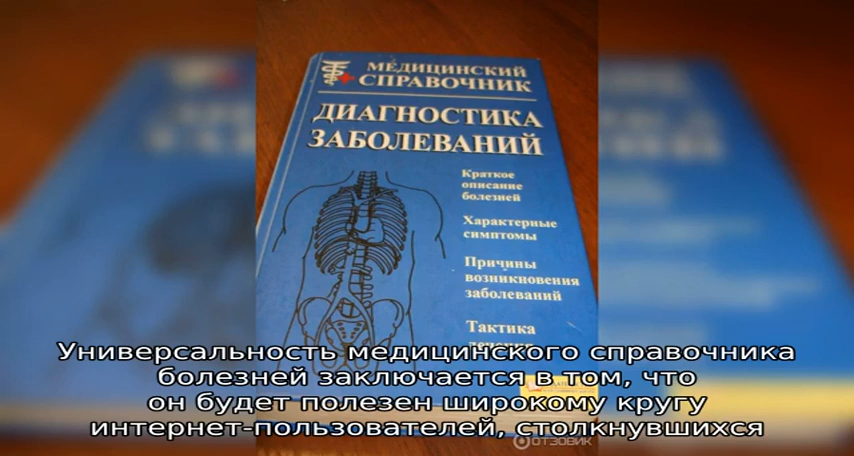 МЕДИЦИНСКИЙ
СПРАВОЧНИК
ДИАГНОСТИКА
ЗАБОЛЕВАНИЙ
Краткое
описание
болезней
Характерные
симптомы
Причины
возникновения
заболеваний
Тактика
Универсальность медицинского справочника
болезней заключается в том, что
он будет полезен широкому кругу
интернет-пользователей, столкнувшихся
ОТЗОВИК